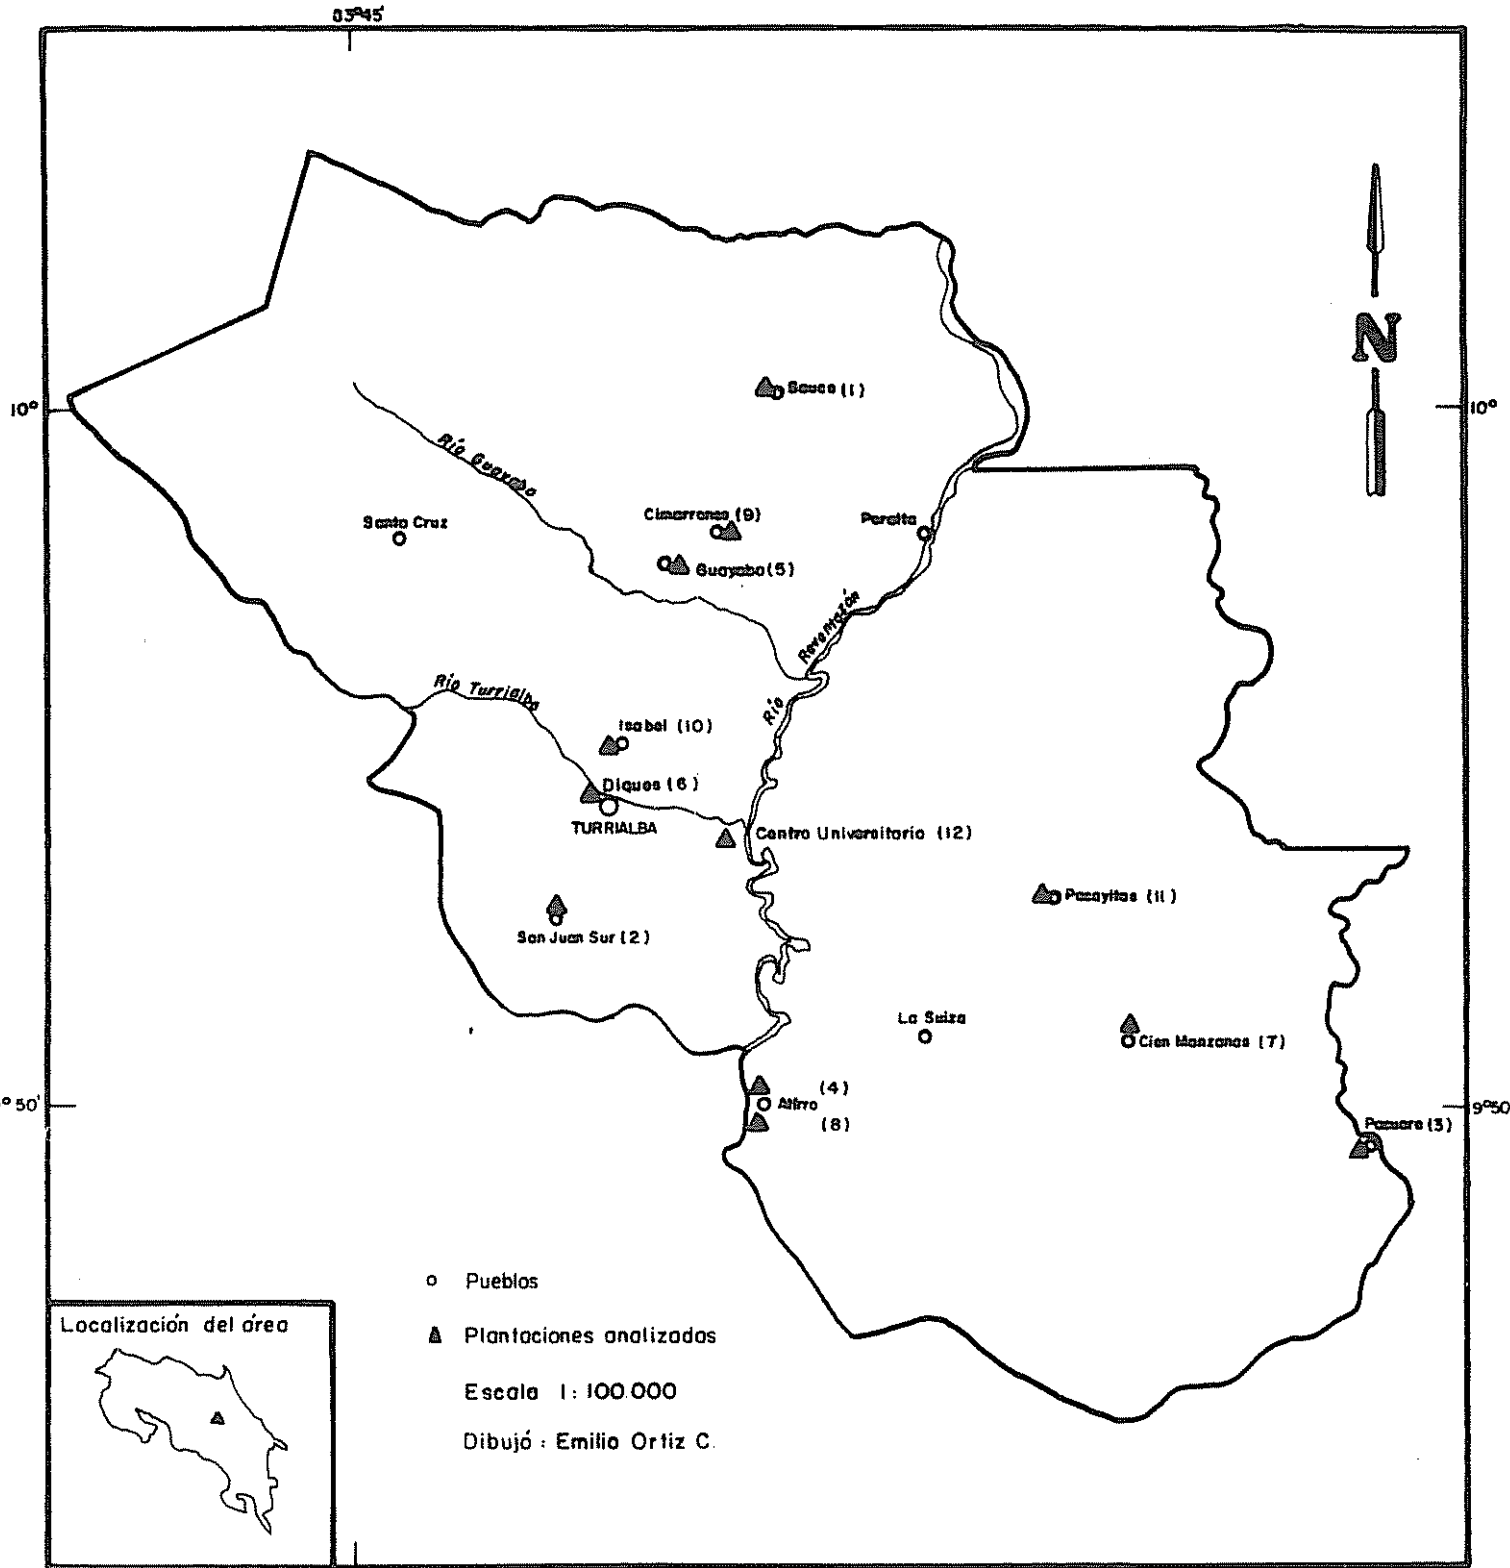 83°45'
N
10°
10°
Sauce (1)
Río Guayabo
Santa Cruz
Cimarrones (9)
Peralta
Guayabo (5)
Río Reventazón
Río Turrialba
Isabel (10)
Diques (6)
TURRIALBA
Centro Universitario (12)
Pacayitas (11)
San Juan Sur (2)
La Suiza
Cien Manzanas (7)
(4)
° 50'
Atirro
9°50
(8)
Pacuare (3)
Pueblos
Localización del área
Plantaciones analizadas
Escala 1: 100.000
Dibujó : Emilio Ortiz C.